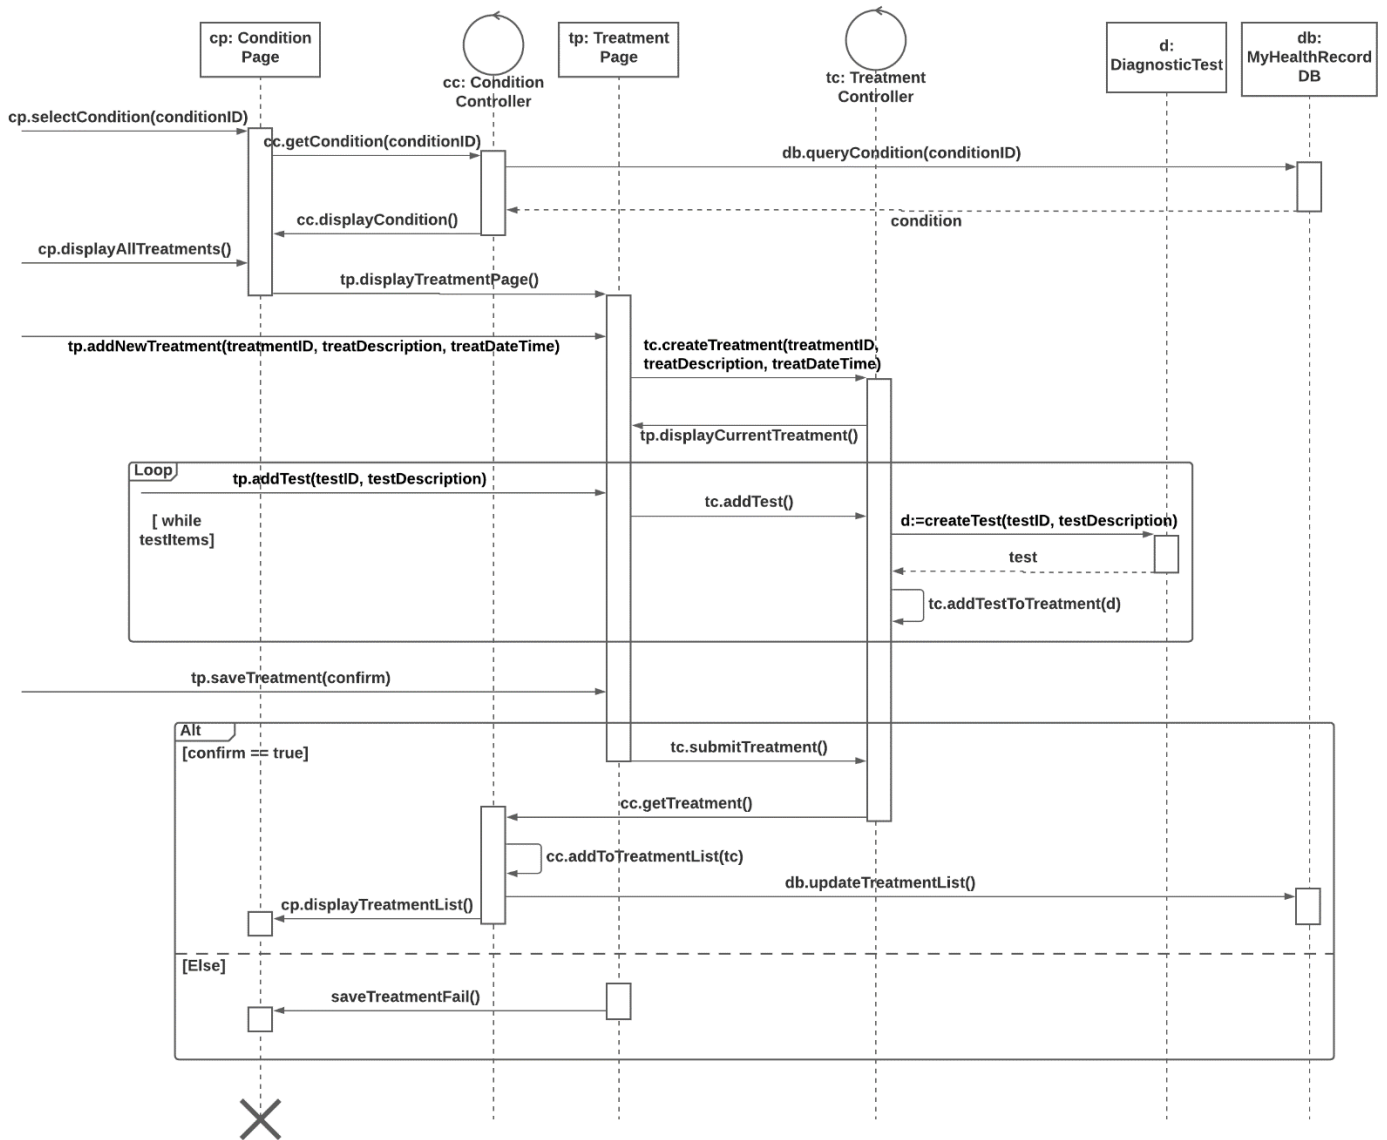 cp: Condition
Page
cc: Condition
Controller
tp: Treatment
Page
tc: Treatment
Controller
d:
DiagnosticTest
db:
MyHealthRecord
DB
cp.selectCondition(conditionID)
cc.getCondition(conditionID)
db.queryCondition(conditionID)
cc.displayCondition()
condition
cp.displayAllTreatments()
tp.displayTreatmentPage()
tp.addNewTreatment(treatmentID, treatDescription, treatDateTime)
tc.createTreatment(treatmentID,
treatDescription, treatDateTime)
tp.displayCurrentTreatment()
Loop
tp.addTest(testID, testDescription)
tc.addTest()
[ while
testItems]
d:=createTest(testID, testDescription)
test
tc.addTestToTreatment(d)
tp.saveTreatment(confirm)
Alt
[confirm == true]
tc.submitTreatment()
cc.getTreatment()
cc.addToTreatmentList(tc)
db.updateTreatmentList()
cp.displayTreatmentList()
[Else]
saveTreatmentFail()